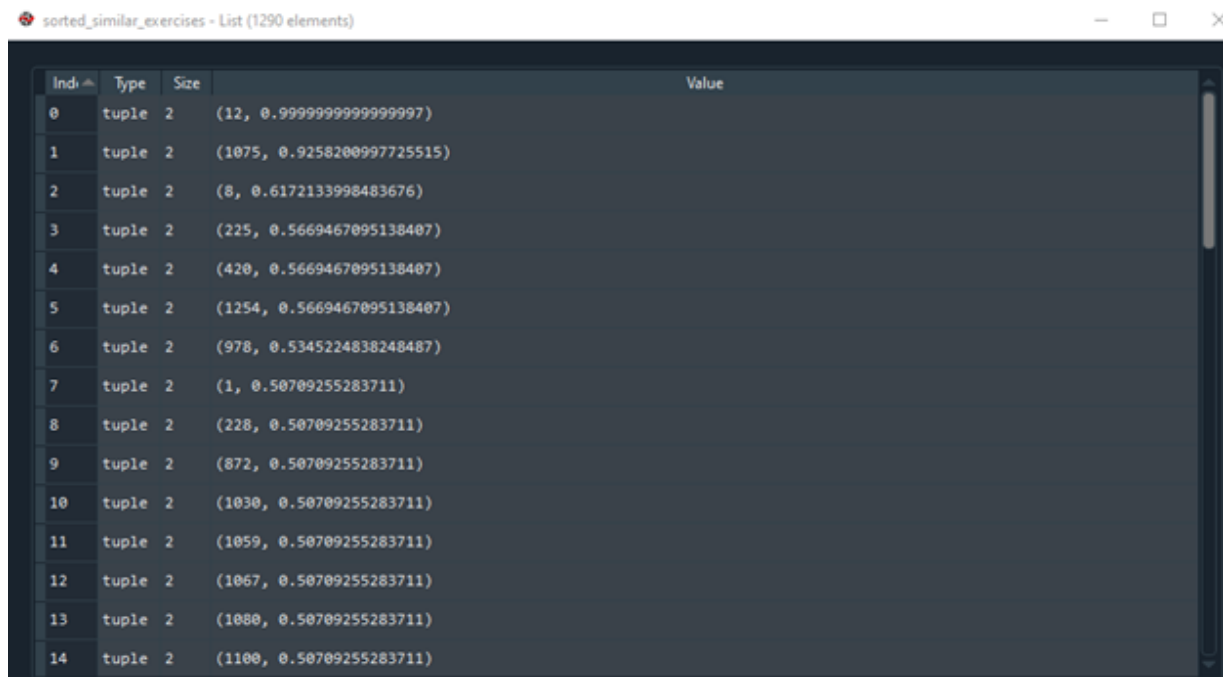 sorted_similar_exercises - List (1290 elements)
Ind‹ Type Size Value
0 tuple 2 (12, 0.9999999999999997)
1 tuple 2 (1075, 0.9258200997725515)
2 tuple 2 (8, 0.6172133998483676)
3 tuple 2 (225, 0.5669467095138407)
4 tuple 2 (420, 0.5669467095138407)
5 tuple 2 (1254, 0.5669467095138407)
6 tuple 2 (978, 0.5345224838248487)
7 tuple 2 (1, 0.50709255283711)
8 tuple 2 (228, 0.50709255283711)
9 tuple 2 (872, 0.50709255283711)
10 tuple 2 (1030, 0.50709255283711)
11 tuple 2 (1059, 0.50709255283711)
12 tuple 2 (1067, 0.50709255283711)
13 tuple 2 (1080, 0.50709255283711)
14 tuple 2 (1100, 0.50709255283711)